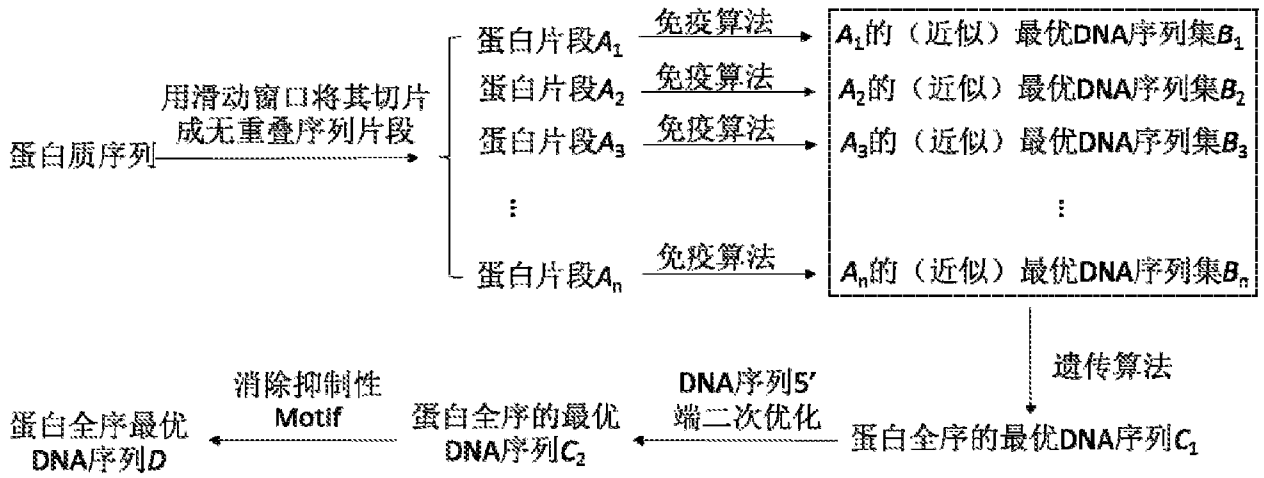 蛋白质序列
用滑动窗口将其切片
成无重叠序列片段
蛋白片段A₁
免疫算法
A₁的（近似）最优DNA序列集B₁
蛋白片段A₂
免疫算法
A₂的（近似）最优DNA序列集B₂
蛋白片段A₃
免疫算法
A₃的（近似）最优DNA序列集B₃
⋮
⋮
蛋白片段Aₙ
免疫算法
Aₙ的（近似）最优DNA序列集Bₙ
遗传算法
蛋白全序的最优DNA序列C₁
DNA序列5′
端二次优化
蛋白全序的最优
DNA序列C₂
消除抑制性
Motif
蛋白全序最优
DNA序列D